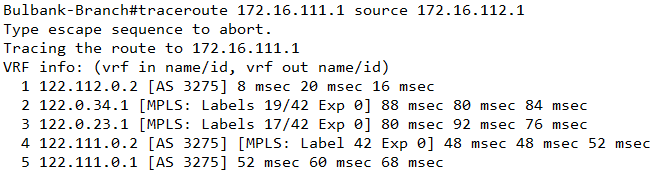 Bulbank-Branch#traceroute 172.16.111.1 source 172.16.112.1
Type escape sequence to abort.
Tracing the route to 172.16.111.1
VRF info: (vrf in name/id, vrf out name/id)
  1 122.112.0.2 [AS 3275] 8 msec 20 msec 16 msec
  2 122.0.34.1 [MPLS: Labels 19/42 Exp 0] 88 msec 80 msec 84 msec
  3 122.0.23.1 [MPLS: Labels 17/42 Exp 0] 80 msec 92 msec 76 msec
  4 122.111.0.2 [AS 3275] [MPLS: Label 42 Exp 0] 48 msec 48 msec 52 msec
  5 122.111.0.1 [AS 3275] 52 msec 60 msec 68 msec